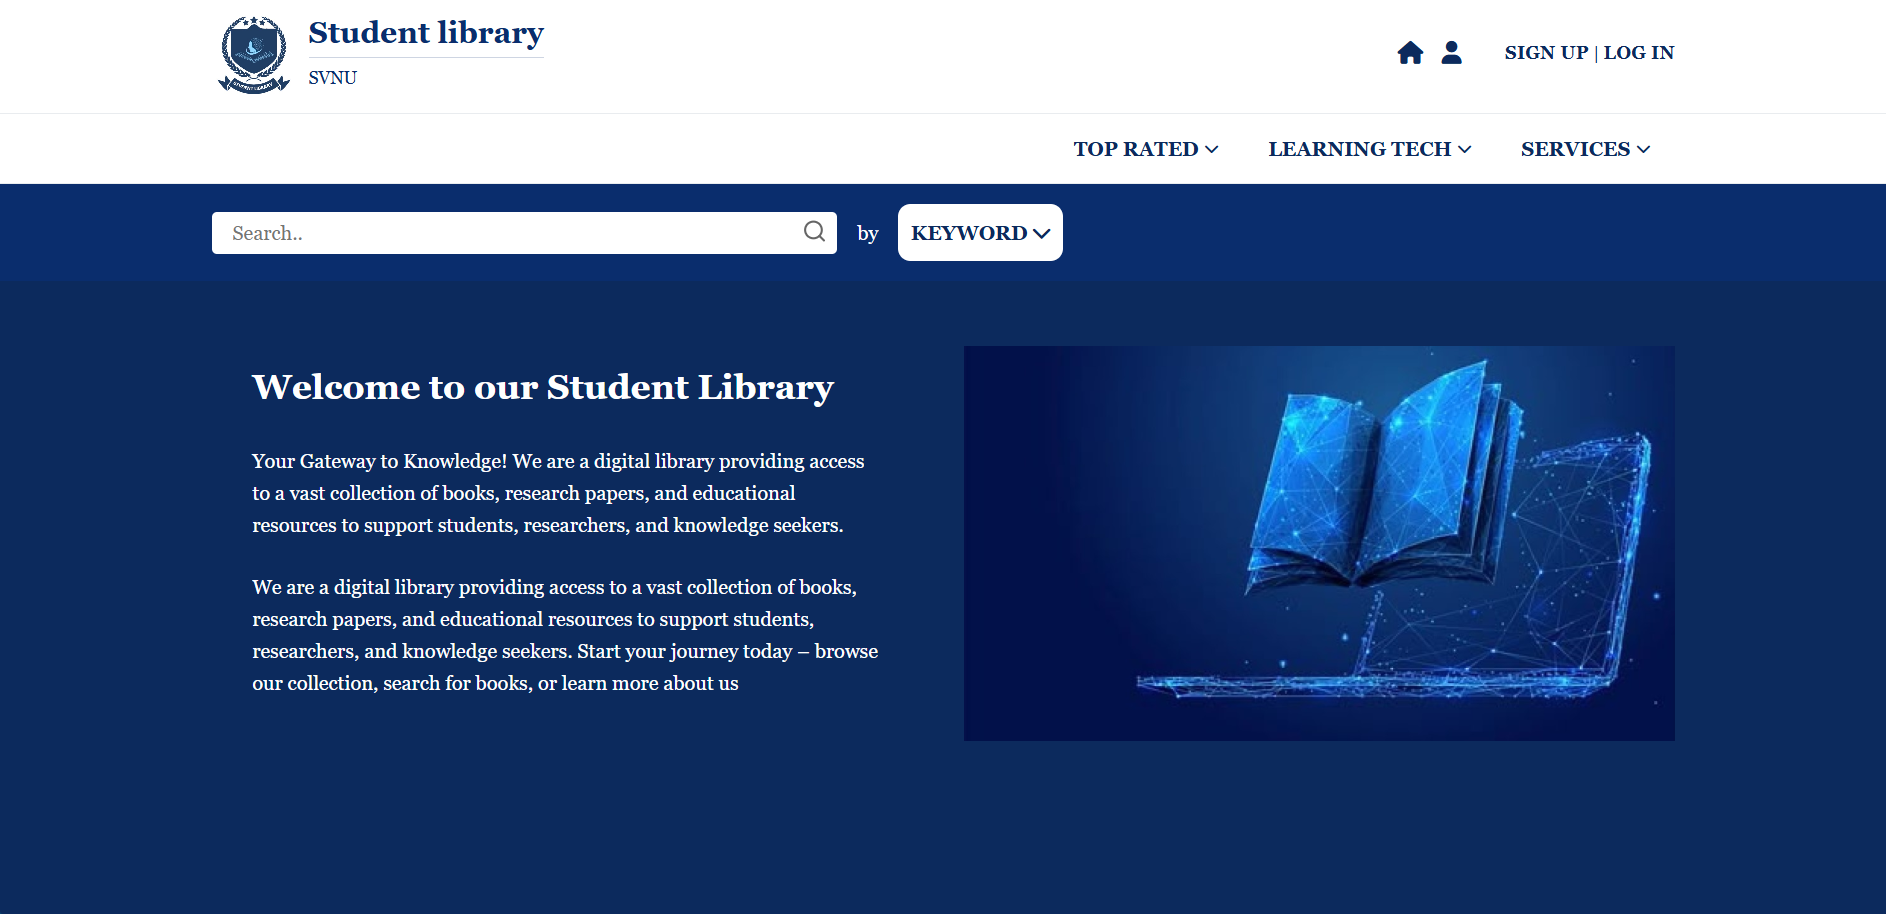 Student library
SVNU
STUDENT LIBRARY
SIGN UP | LOG IN
TOP RATED
LEARNING TECH
SERVICES
Search..
by
KEYWORD
Welcome to our Student Library
Your Gateway to Knowledge! We are a digital library providing access
to a vast collection of books, research papers, and educational
resources to support students, researchers, and knowledge seekers.
We are a digital library providing access to a vast collection of books,
research papers, and educational resources to support students,
researchers, and knowledge seekers. Start your journey today – browse
our collection, search for books, or learn more about us